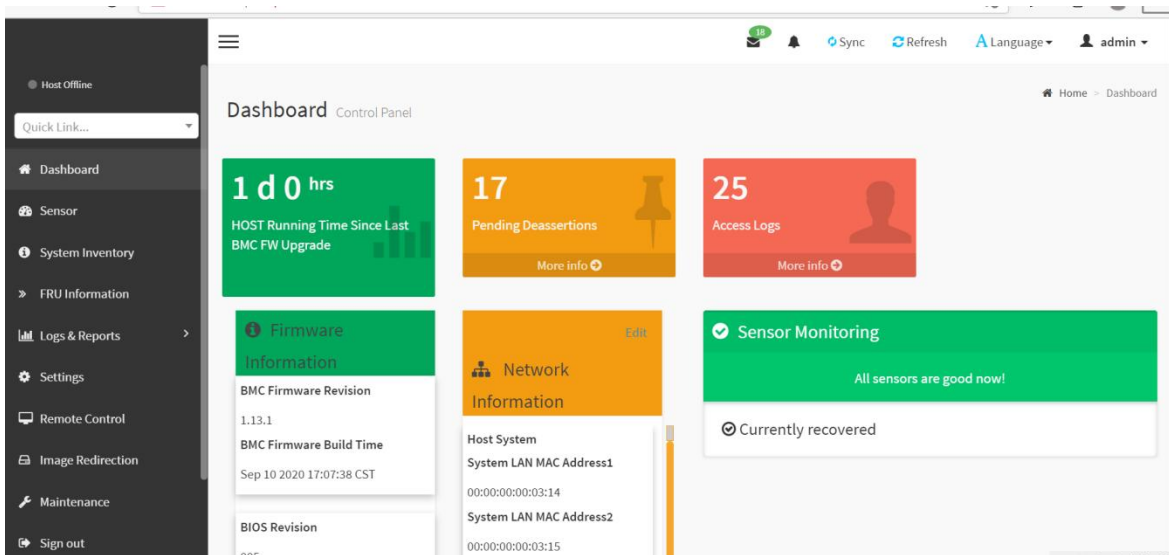 18
Sync
Refresh
A Language
admin
Host Offline
Quick Link...
Dashboard
Sensor
System Inventory
FRU Information
Logs & Reports
Settings
Remote Control
Image Redirection
Maintenance
Sign out
Dashboard Control Panel
Home > Dashboard
1 d 0 hrs
HOST Running Time Since Last
BMC FW Upgrade
17
Pending Deassertions
More info
25
Access Logs
More info
Firmware
Information
BMC Firmware Revision
1.13.1
BMC Firmware Build Time
Sep 10 2020 17:07:38 CST
BIOS Revision
Edit
Network
Information
Host System
System LAN MAC Address1
00:00:00:00:03:14
System LAN MAC Address2
00:00:00:00:03:15
Sensor Monitoring
All sensors are good now!
Currently recovered